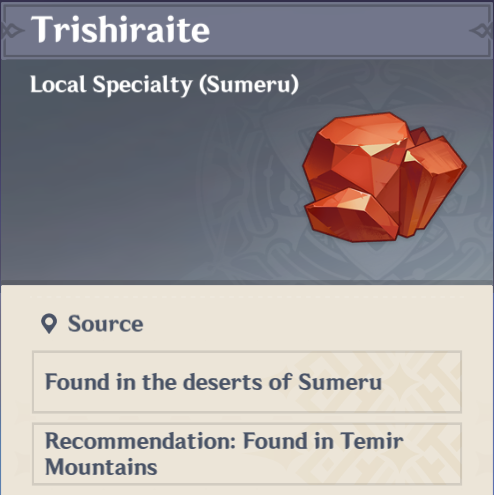 Trishiraite
Local Specialty (Sumeru)
Source
Found in the deserts of Sumeru
Recommendation: Found in Temir
Mountains